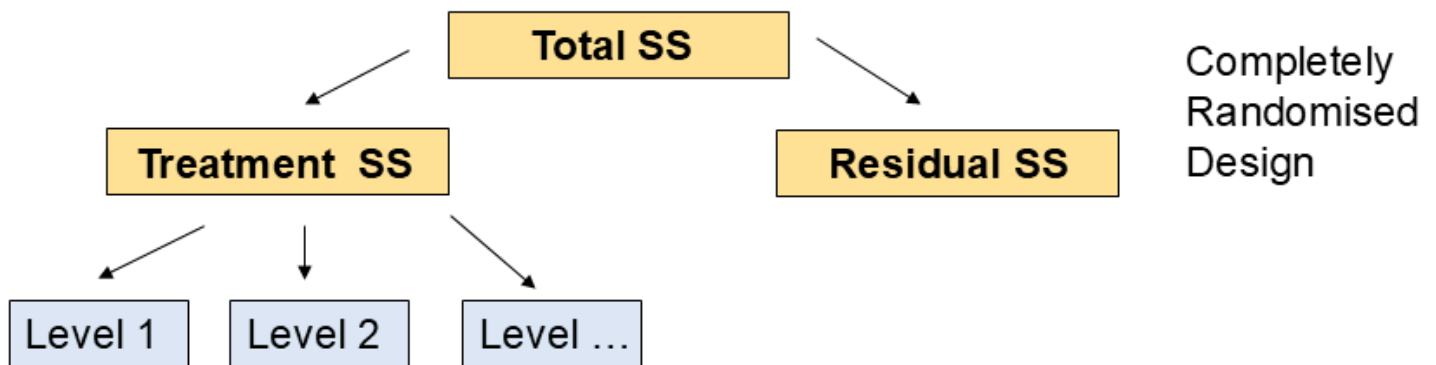 Total SS
Completely
Randomised
Design
Treatment  SS
Residual SS
Level 1
Level 2
Level …